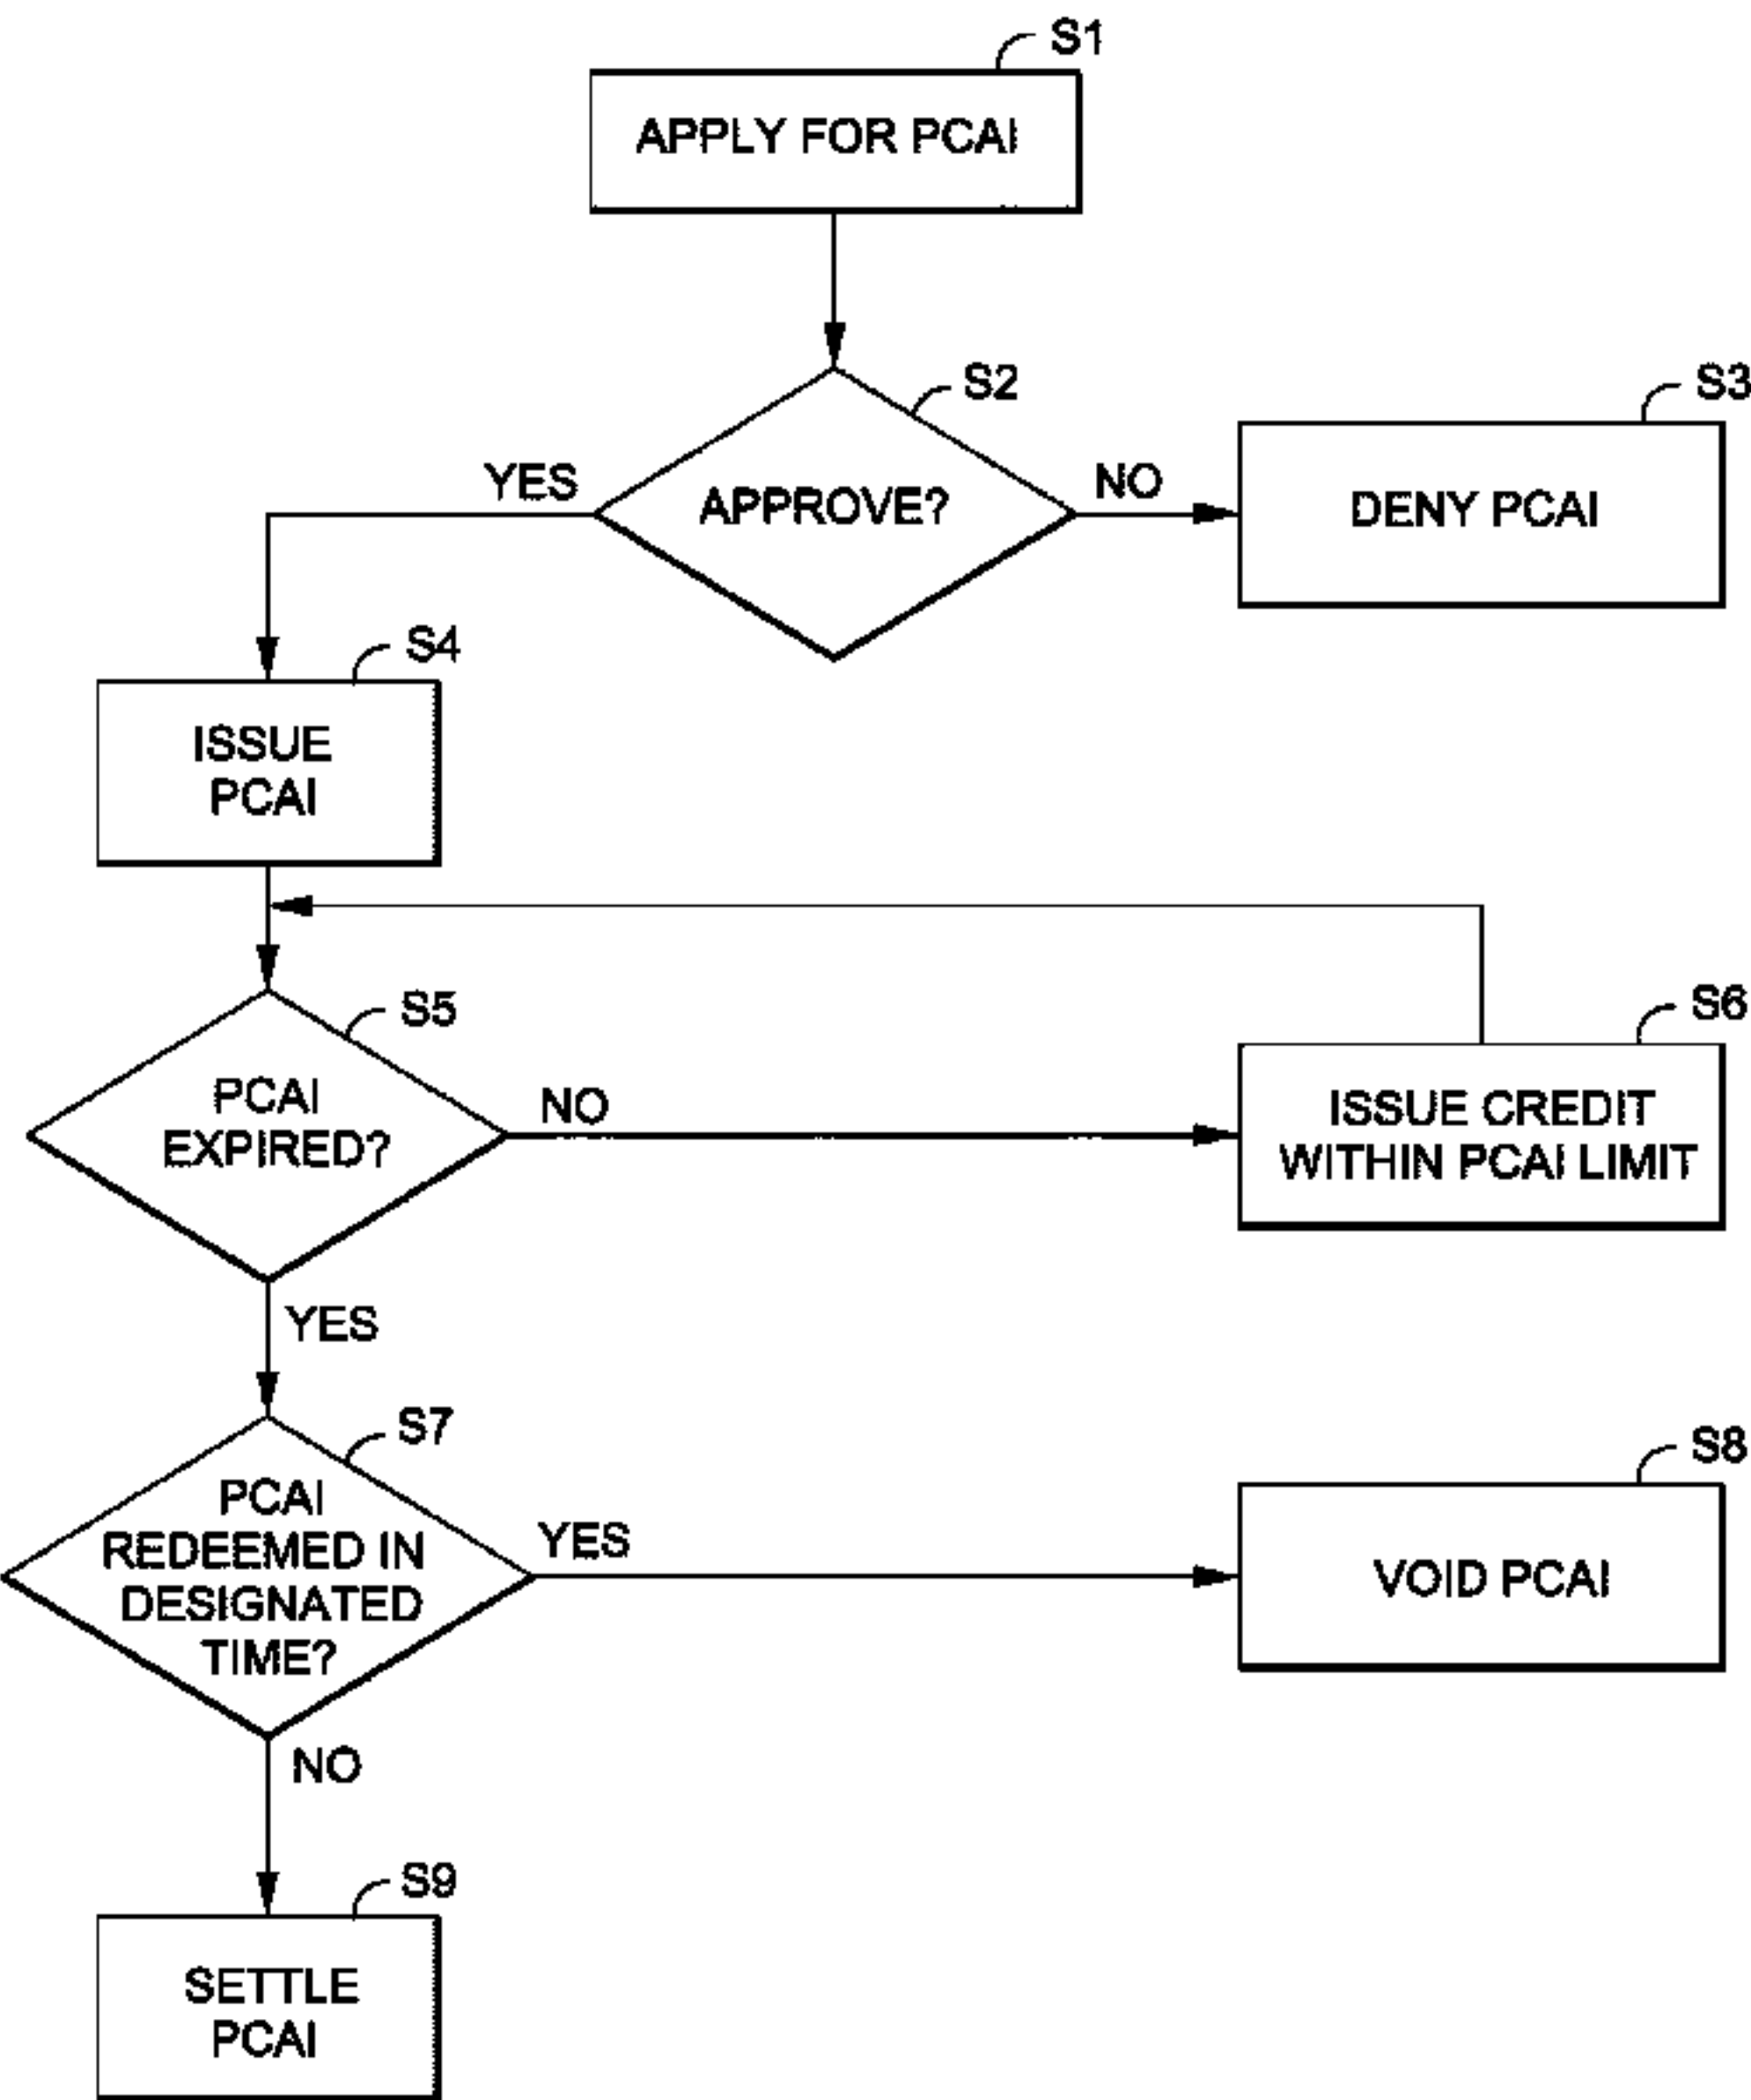 S1
APPLY FOR PCAI
S2
S3
YES
APPROVE?
NO
DENY PCAI
S4
ISSUE
PCAI
S5
S6
PCAI
EXPIRED?
NO
ISSUE CREDIT
WITHIN PCAI LIMIT
YES
S7
S8
PCAI
REDEEMED IN
DESIGNATED
TIME?
YES
VOID PCAI
NO
S9
SETTLE
PCAI